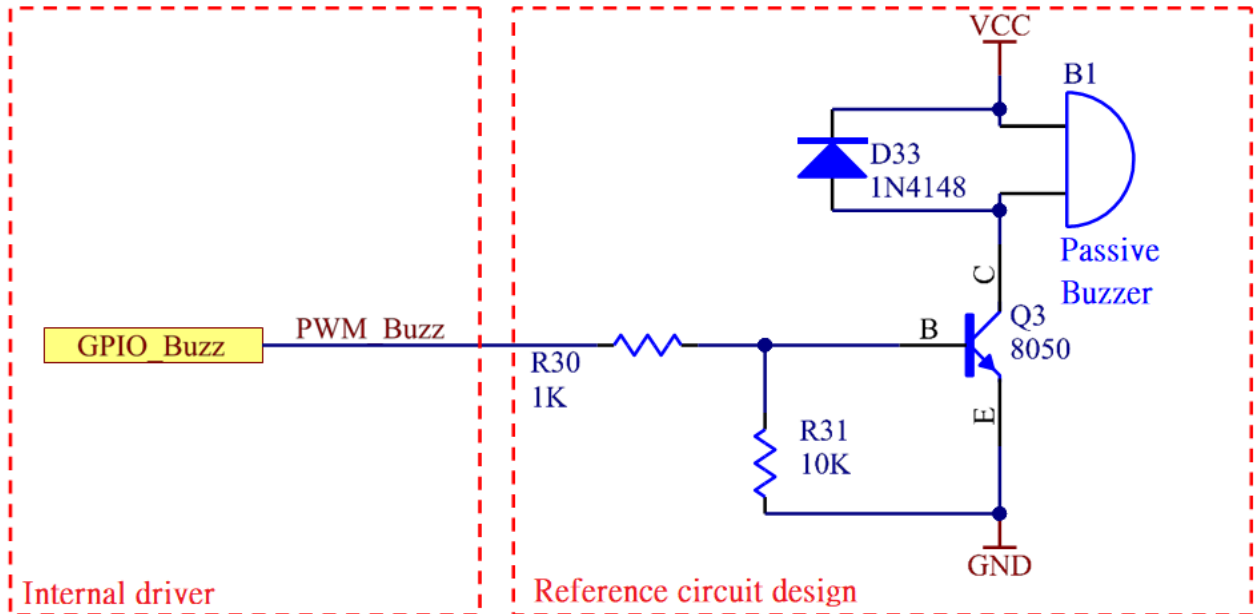 VCC
B1
D33
1N4148
Passive
Buzzer
C
GPIO_Buzz
PWM_Buzz
B
Q3
8050
R30
1K
E
R31
10K
GND
Internal driver
Reference circuit design